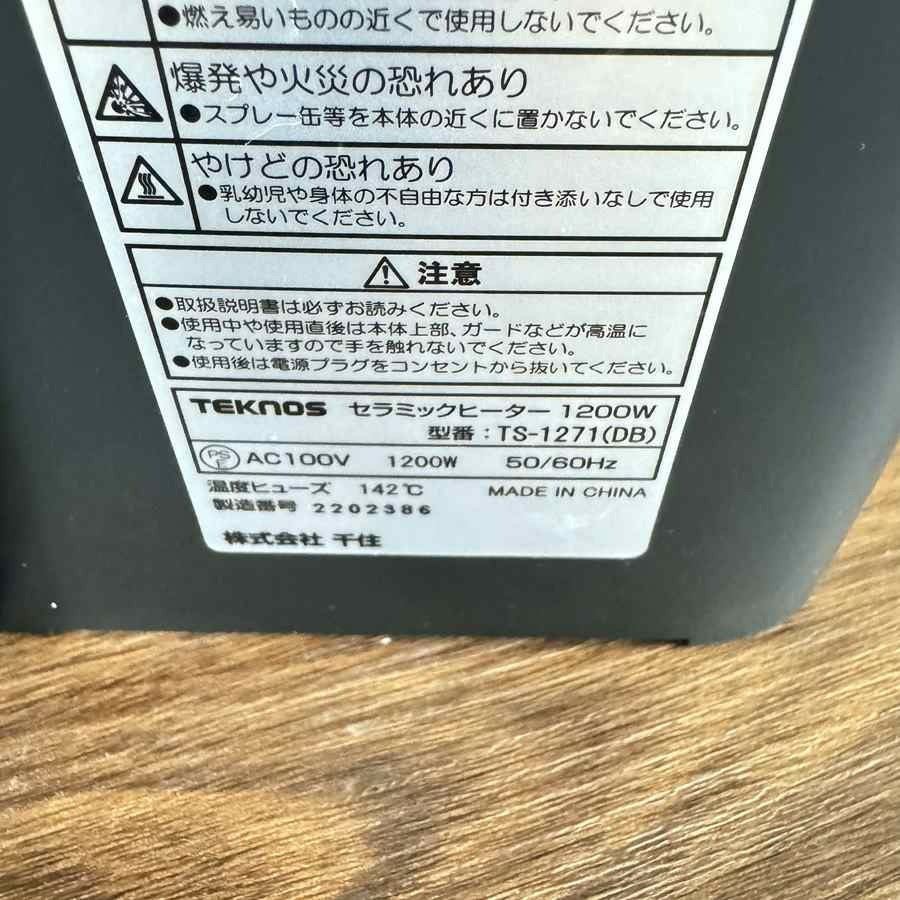 ●燃え易いものの近くで使用しないでください。
爆発や火災の恐れあり
●スプレー缶等を本体の近くに置かないでください。
やけどの恐れあり
●乳幼児や身体の不自由な方は付き添いなしで使用
しないでください。
注意
●取扱説明書は必ずお読みください。
●使用中や使用直後は本体上部、ガードなどが高温に
なっていますので手を触れないでください。
●使用後は電源プラグをコンセントから抜いてください。
TEKNOS セラミックヒーター 1200W
型番:TS-1271(DB)
PSE AC100V 1200W 50/60Hz
温度ヒューズ 142℃ MADE IN CHINA
製造番号 2202386
株式会社 千住